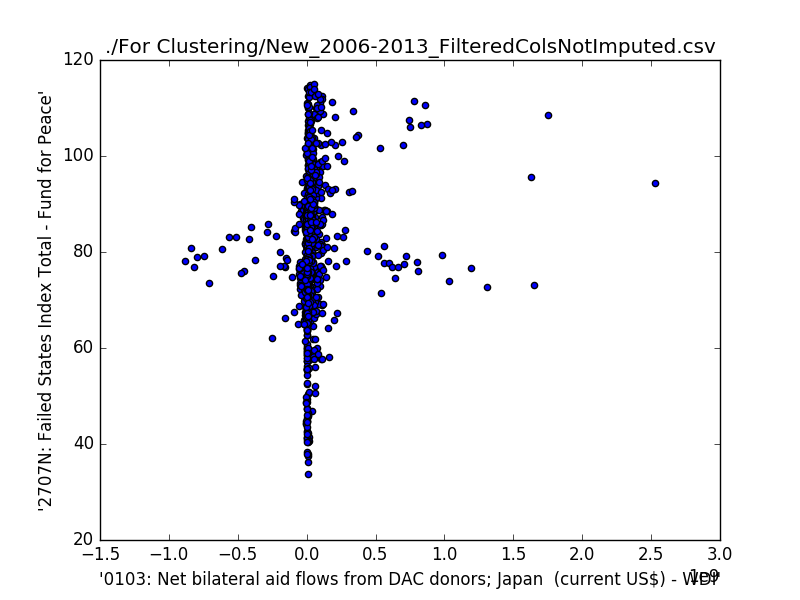 ./For Clustering/New_2006-2013_FilteredColsNotImputed.csv
120
100
80
60
40
20
'2707N: Failed States Index Total - Fund for Peace'
−1.5 −1.0 −0.5 0.0 0.5 1.0 1.5 2.0 2.5 3.0
1e9
'0103: Net bilateral aid flows from DAC donors; Japan (current US$) - WDI'